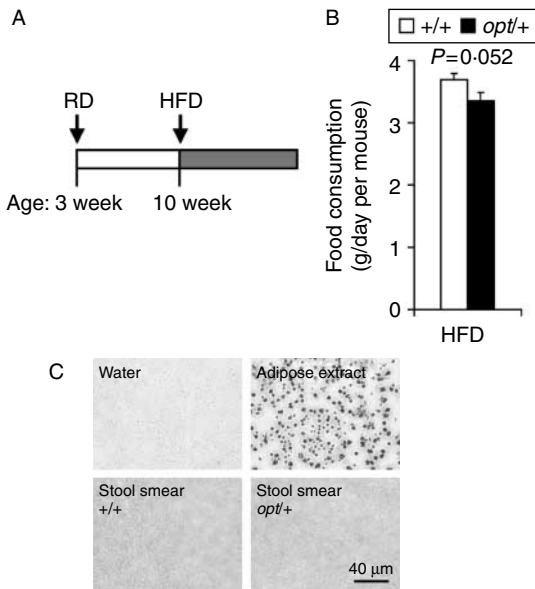 A
RD HFD
Age: 3 week 10 week
B
+/+ opt/+
P=0·052
Food consumption
(g/day per mouse)
4
3
2
1
0
HFD
C
Water
Adipose extract
Stool smear
+/+
Stool smear
opt/+
40 μm